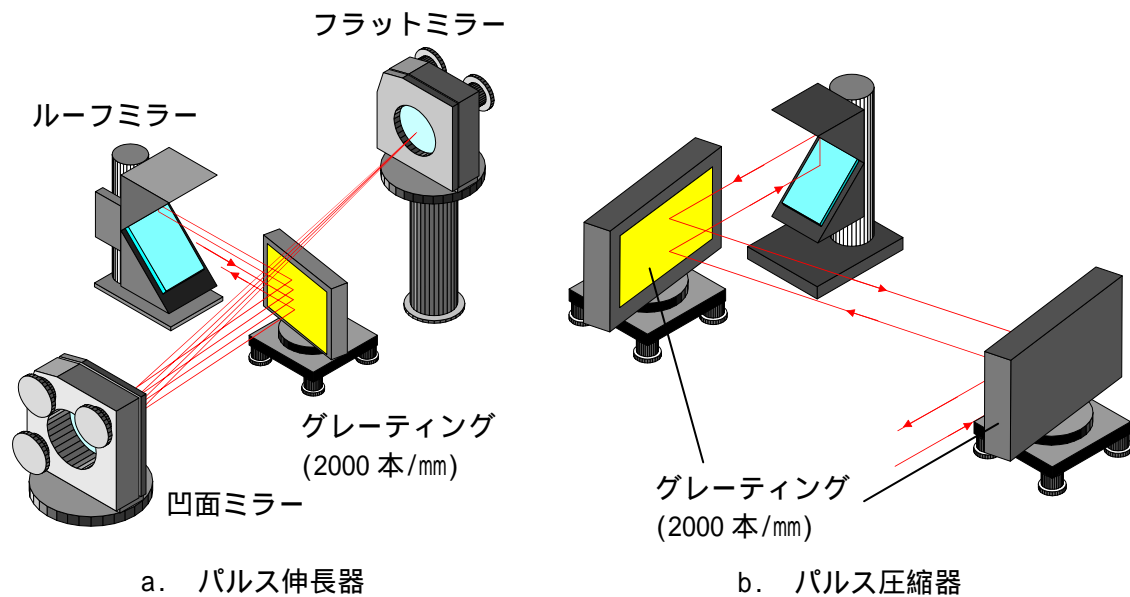 フラットミラー
ルーフミラー
グレーティング
(2000 本/㎜)
凹面ミラー
グレーティング
(2000 本/㎜)
a. パルス伸長器
b. パルス圧縮器